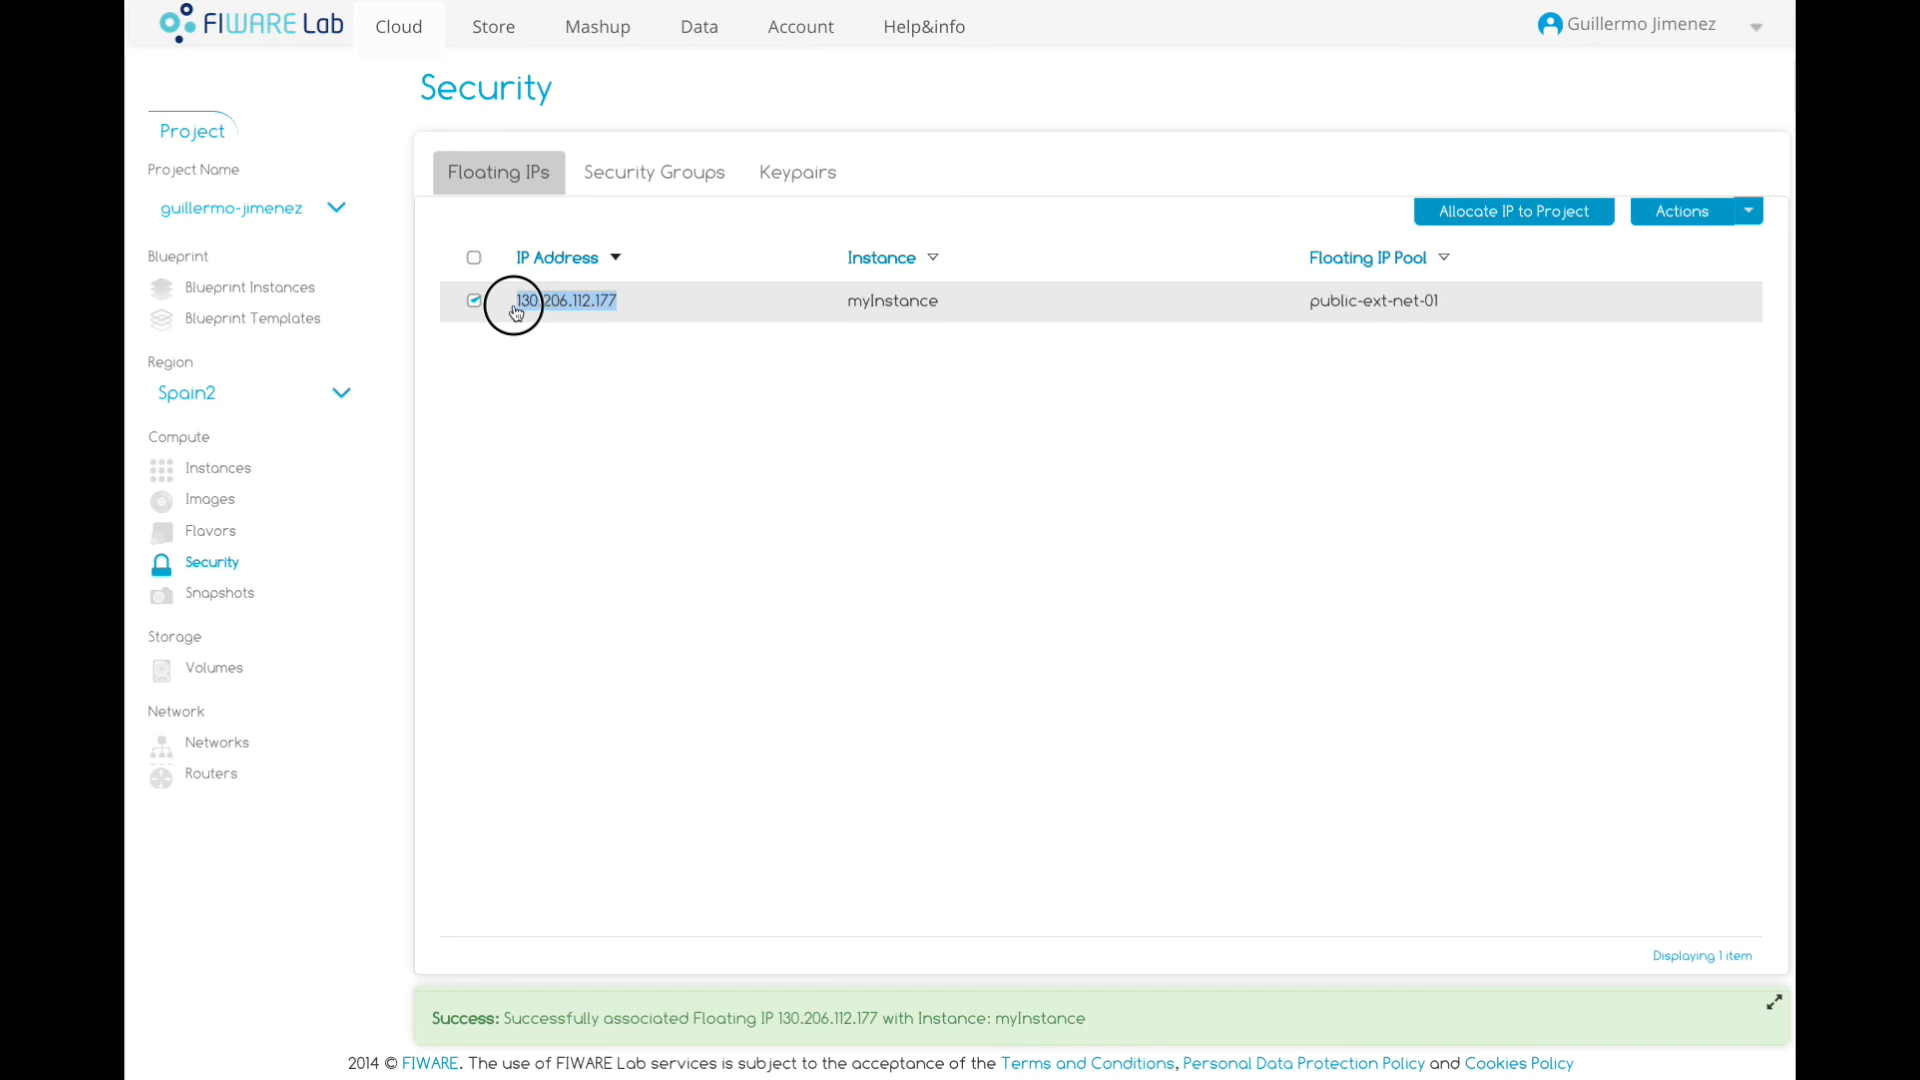 FIWARE Lab
Cloud
Store
Mashup
Data
Account
Help&info
Guillermo Jimenez
Security
Project
Project Name
guillermo-jimenez
Blueprint
Blueprint Instances
Blueprint Templates
Region
Spain2
Compute
Instances
Images
Flavors
Security
Snapshots
Storage
Volumes
Network
Networks
Routers
Floating IPs
Security Groups
Keypairs
Allocate IP to Project
Actions
IP Address
Instance
Floating IP Pool
130.206.112.177
myInstance
public-ext-net-01
Displaying 1 item
Success: Successfully associated Floating IP 130.206.112.177 with Instance: myInstance
2014 © FIWARE. The use of FIWARE Lab services is subject to the acceptance of the Terms and Conditions, Personal Data Protection Policy and Cookies Policy